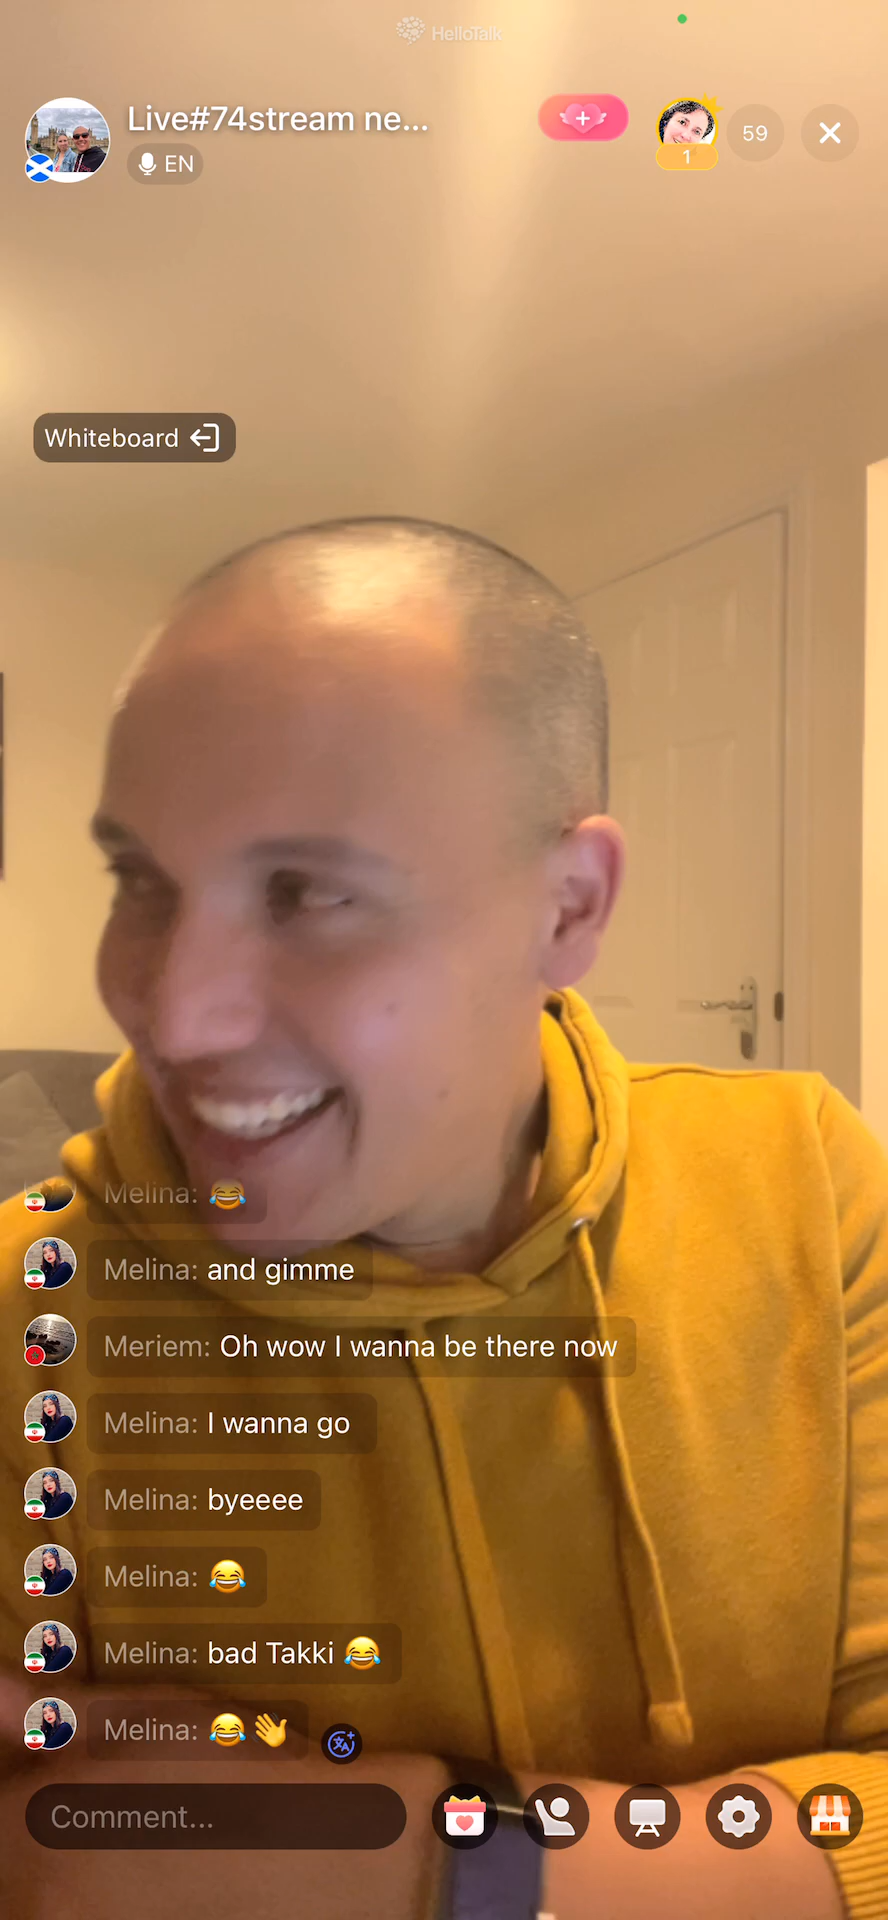 HelloTalk
Live#74stream ne...
EN
1
59
Whiteboard
Melina: 😂
Melina: and gimme
Meriem: Oh wow I wanna be there now
Melina: I wanna go
Melina: byeeee
Melina: 😂
Melina: bad Takki 😂
Melina: 😂👋
Comment...